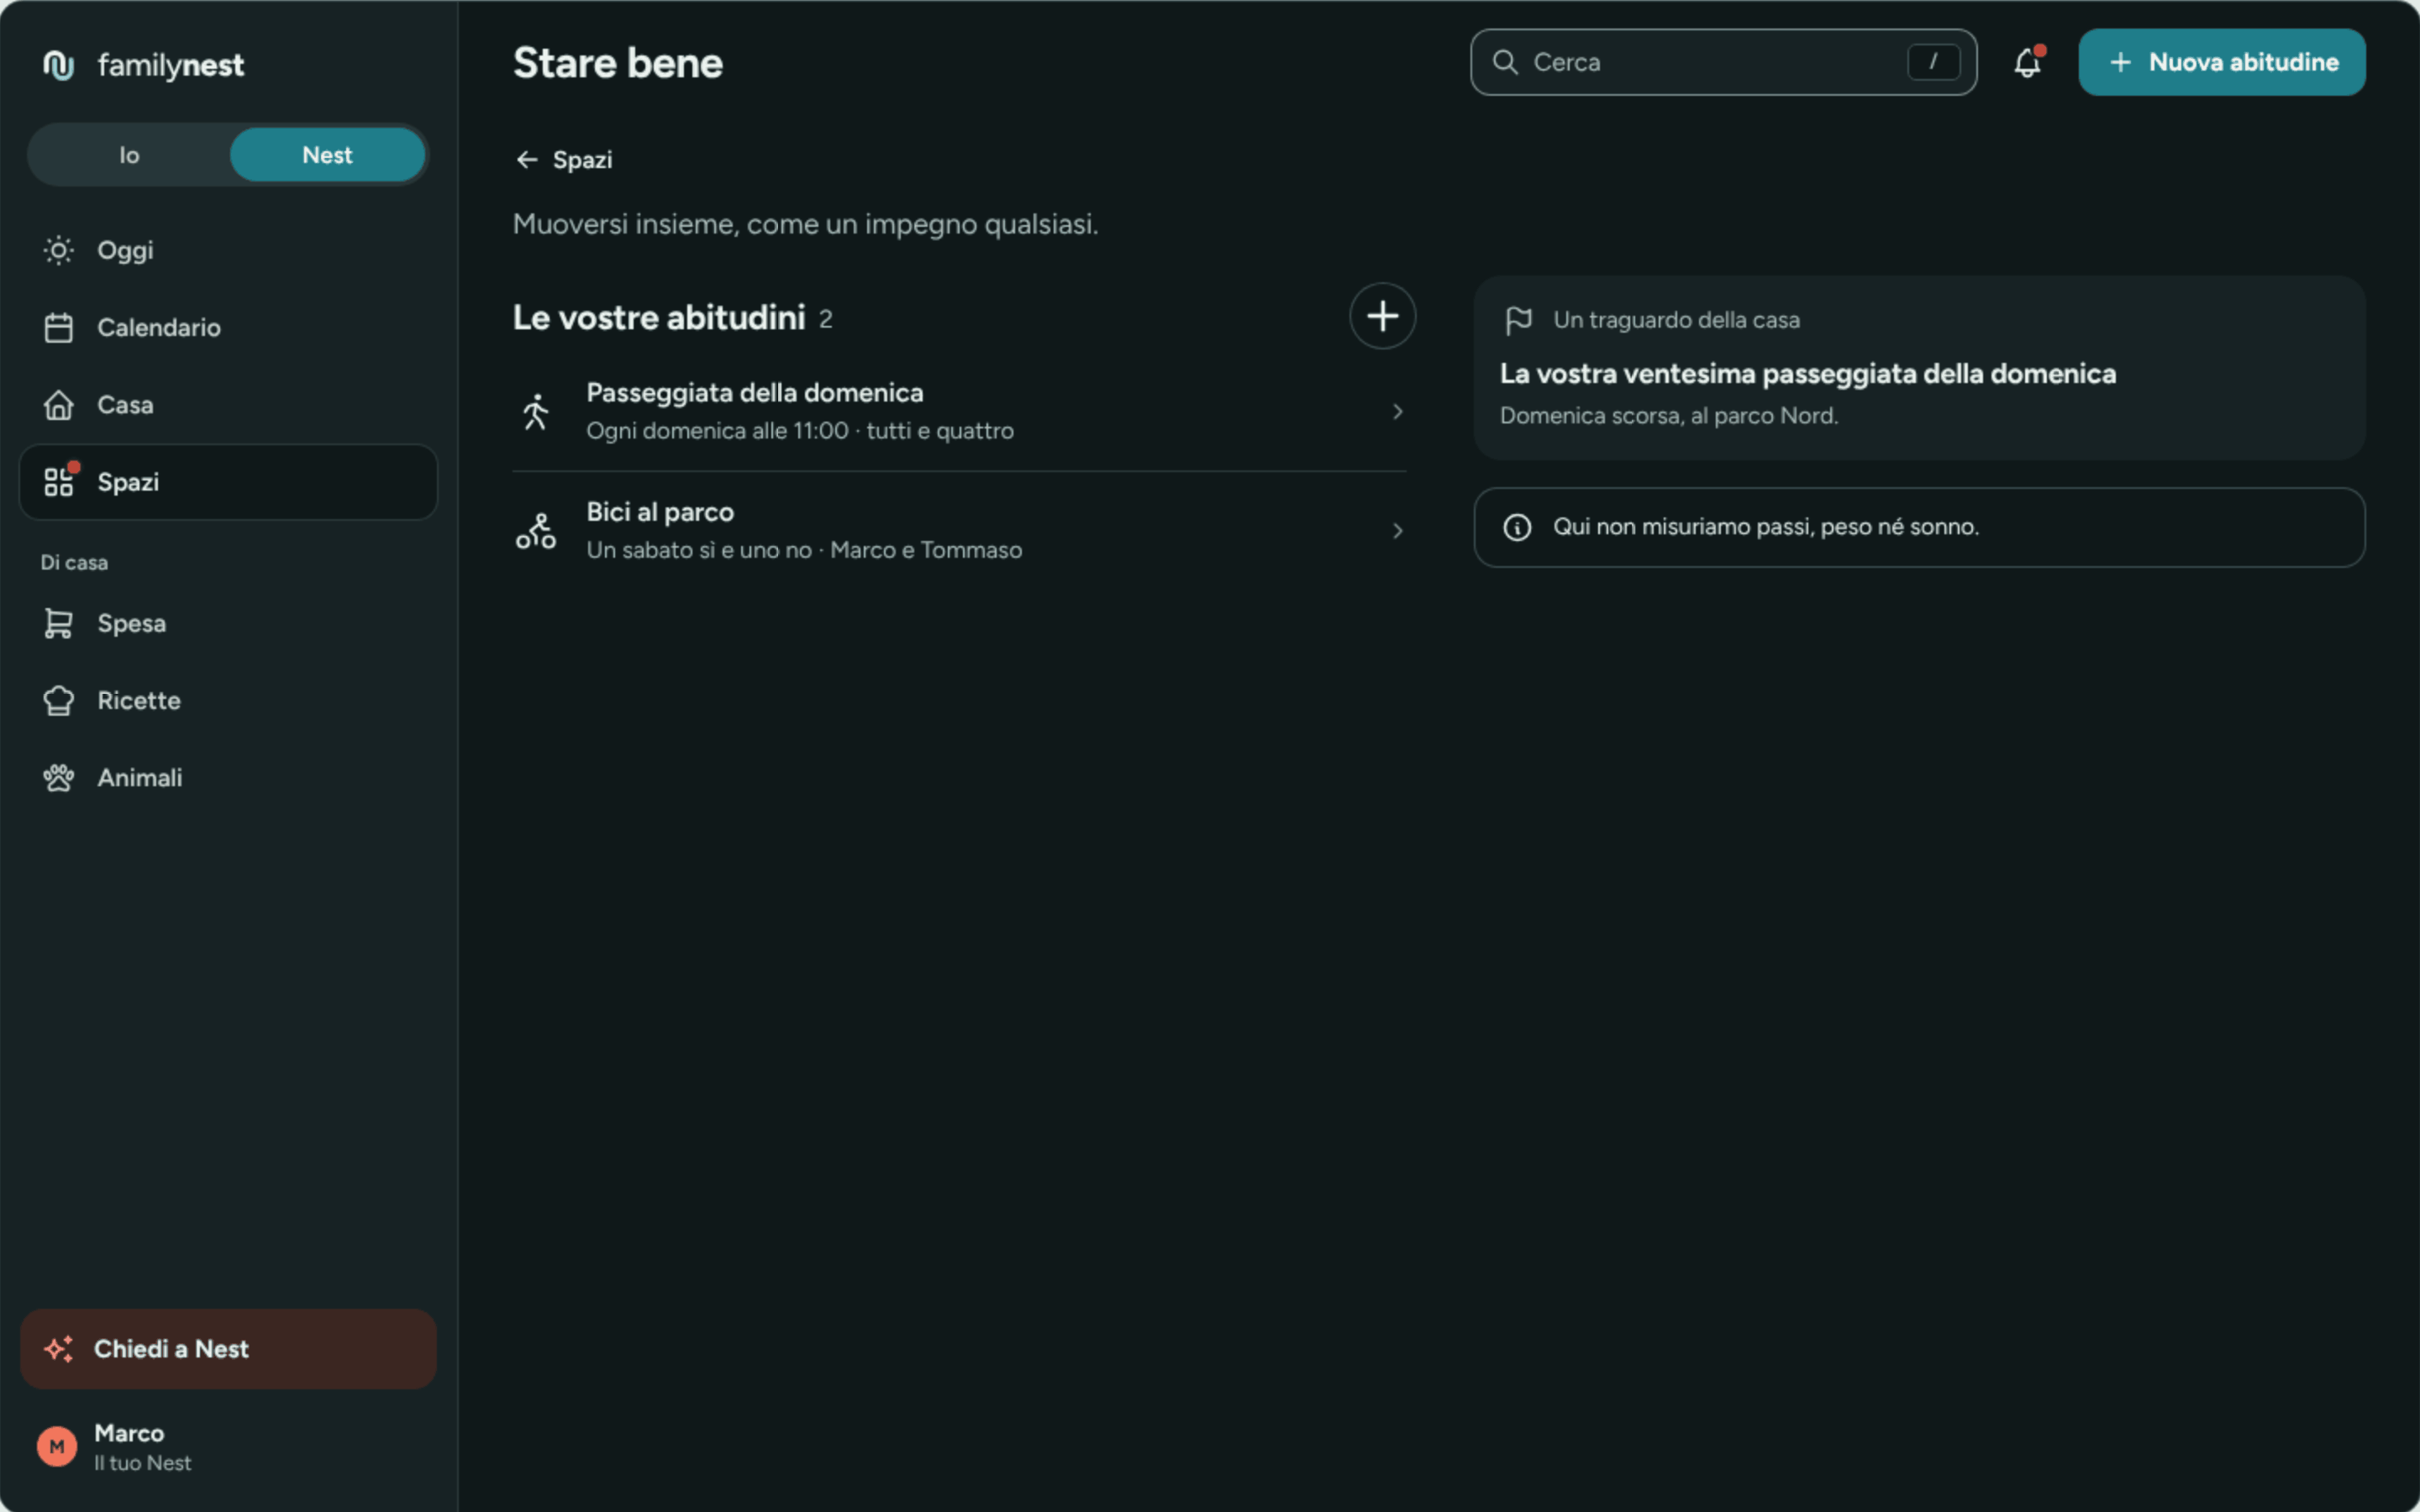 familynest
Io
Nest
Oggi
Calendario
Casa
Spazi
Di casa
Spesa
Ricette
Animali
Chiedi a Nest
M
Marco
Il tuo Nest
Stare bene
Cerca
/
Nuova abitudine
Spazi
Muoversi insieme, come un impegno qualsiasi.
Le vostre abitudini 2
Passeggiata della domenica
Ogni domenica alle 11:00 · tutti e quattro
Bici al parco
Un sabato sì e uno no · Marco e Tommaso
Un traguardo della casa
La vostra ventesima passeggiata della domenica
Domenica scorsa, al parco Nord.
Qui non misuriamo passi, peso né sonno.